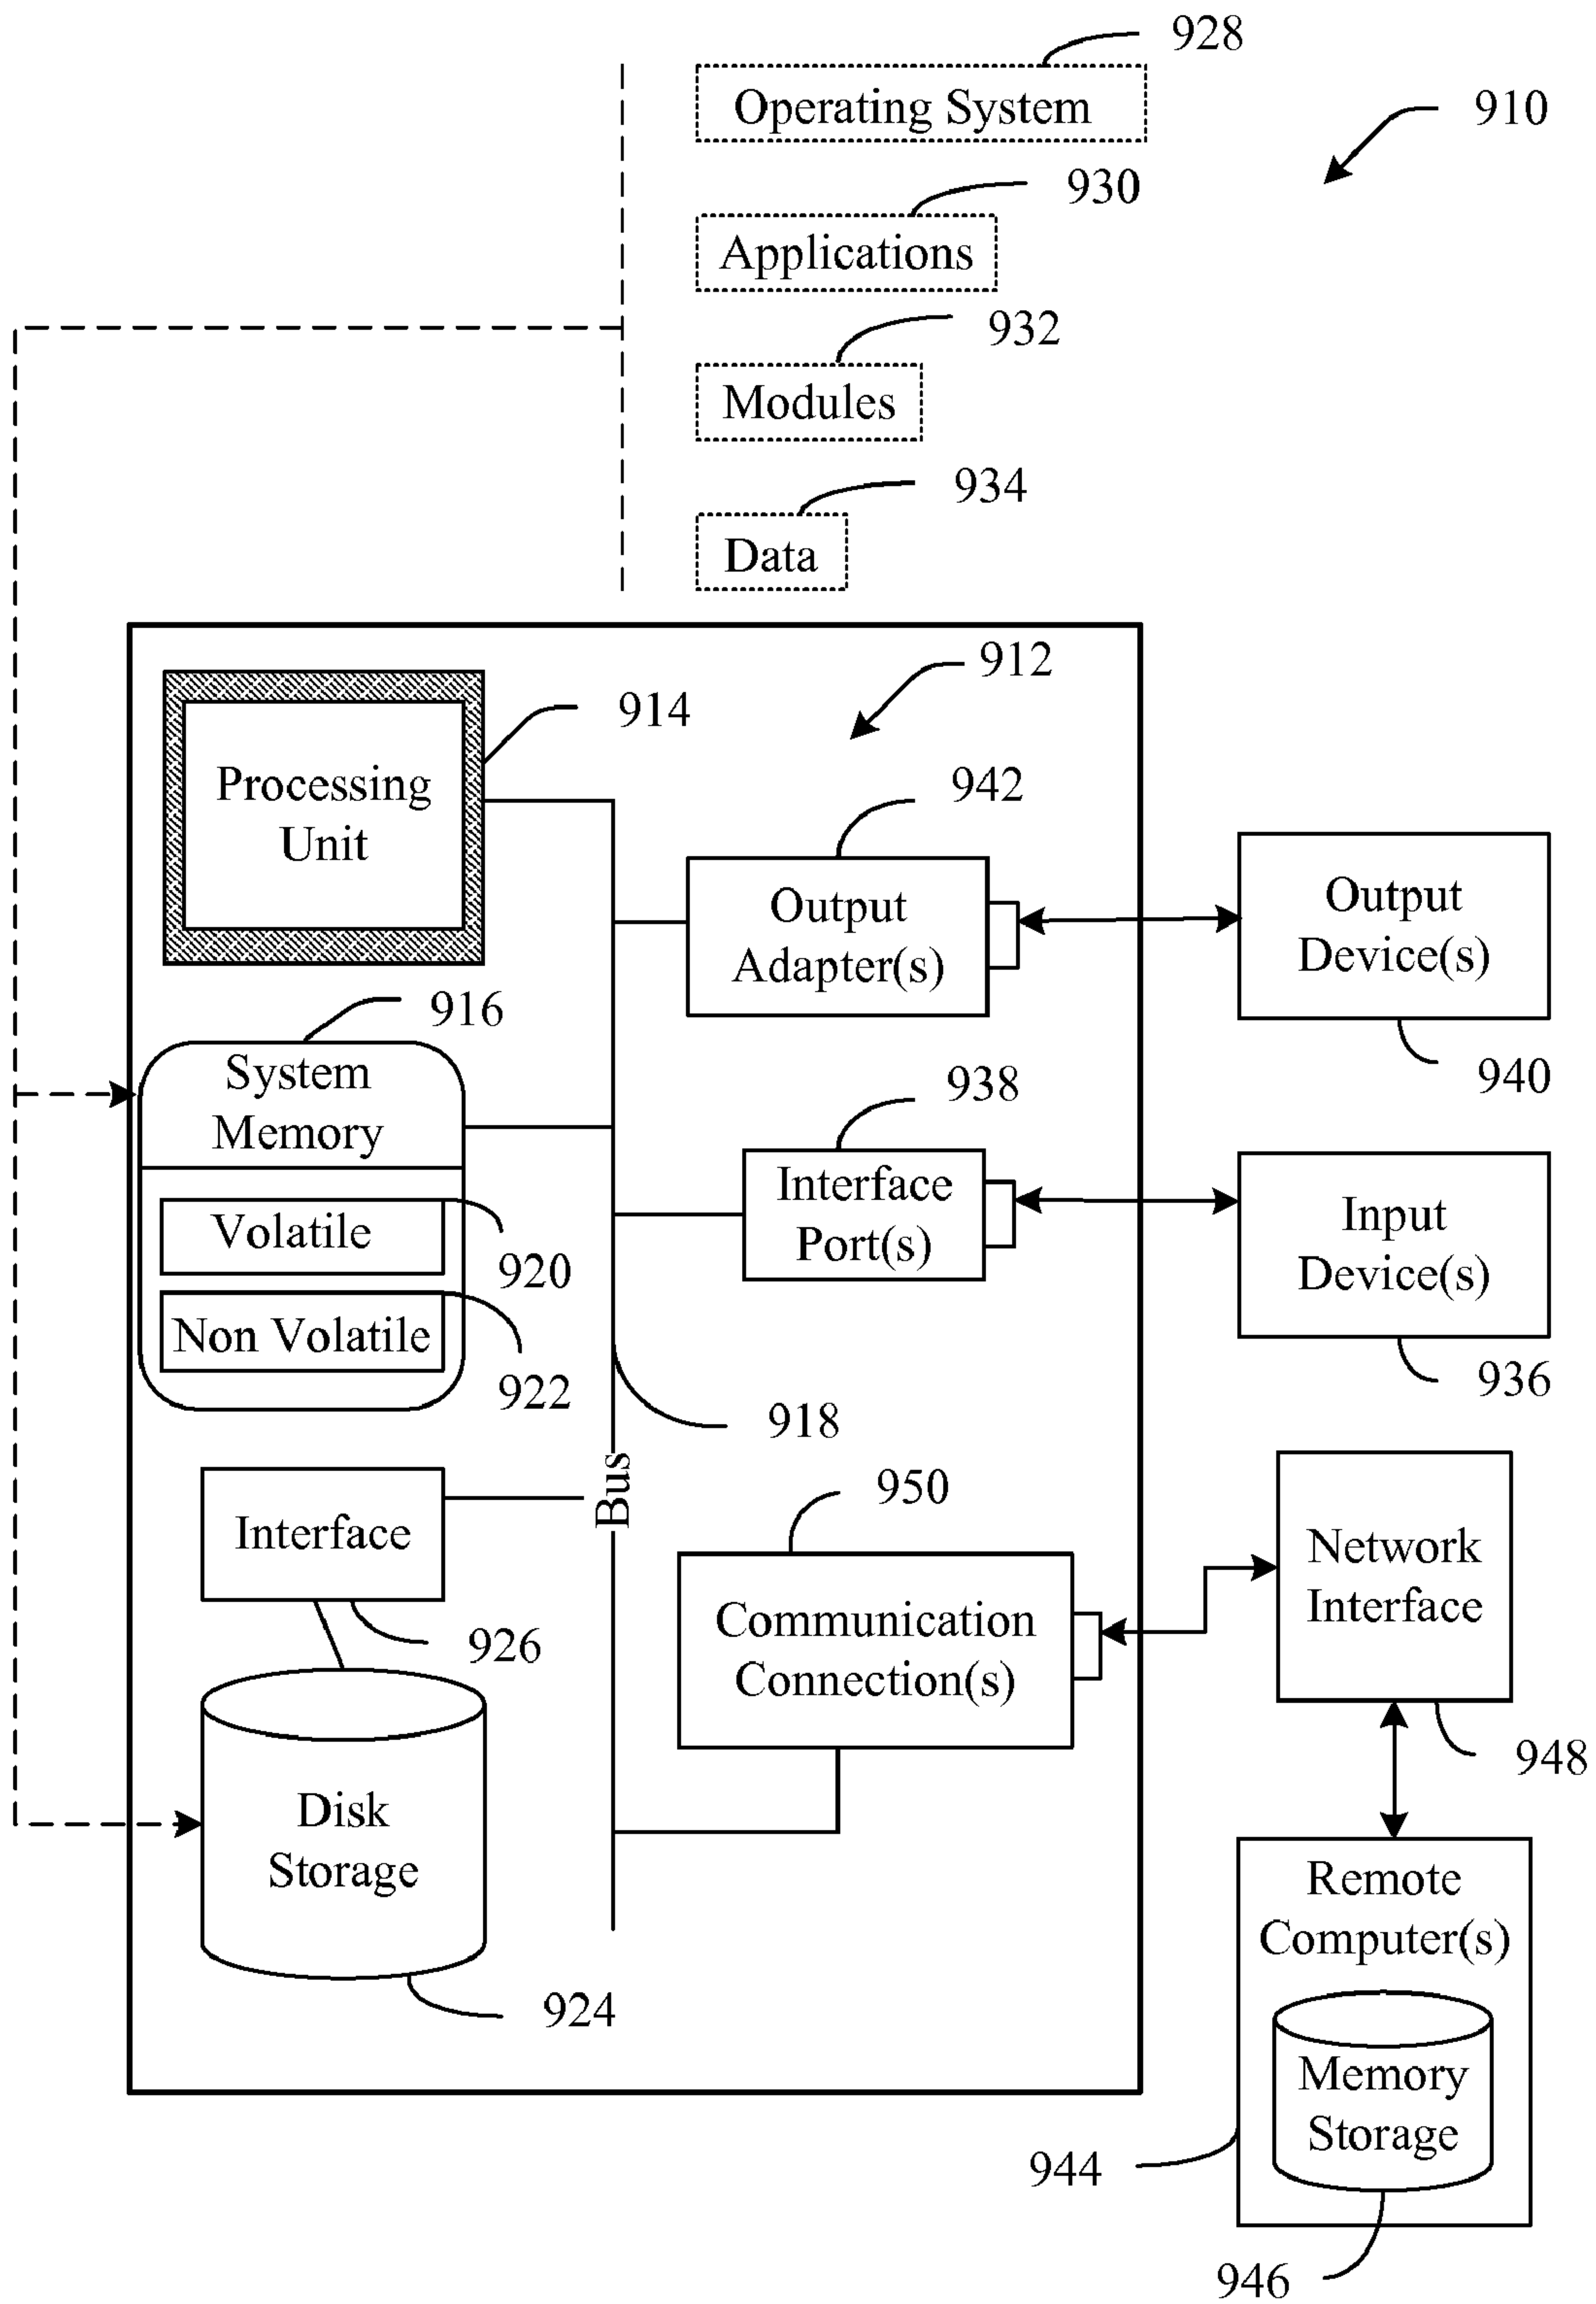 928
Operating System
910
930
Applications
932
Modules
934
Data
912
914
Processing
Unit
942
Output
Adapter(s)
Output
Device(s)
940
916
System
Memory
938
Interface
Port(s)
Input
Device(s)
936
Volatile
920
Non Volatile
922
918
Bus
950
Interface
926
Communication
Connection(s)
Network
Interface
948
Disk
Storage
924
Remote
Computer(s)
Memory
Storage
944
946